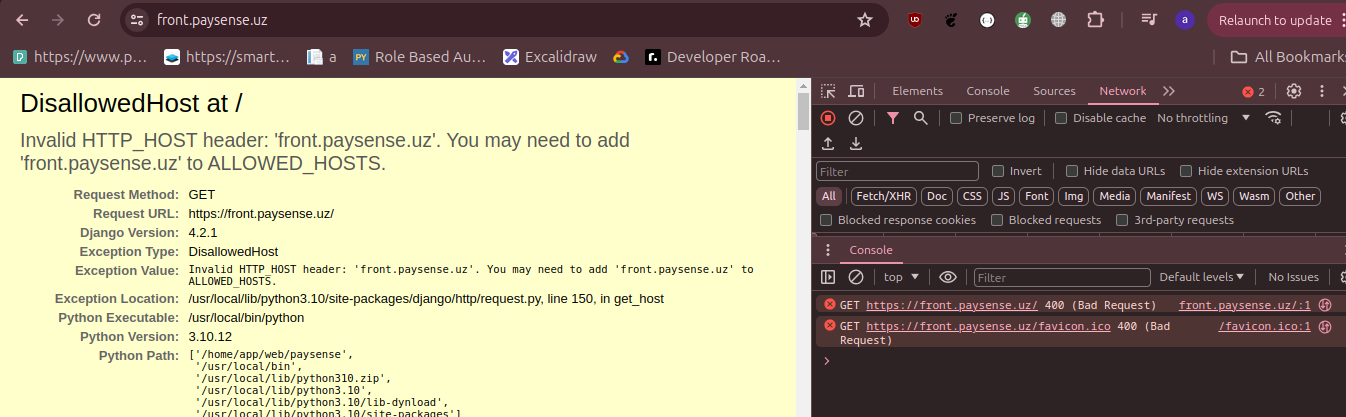 front.paysense.uz
a
Relaunch to update
https://www.p...
https://smart...
a
PY
Role Based Au...
Excalidraw
r.
Developer Roa...
All Bookmarks
DisallowedHost at /
Invalid HTTP_HOST header: 'front.paysense.uz'. You may need to add
'front.paysense.uz' to ALLOWED_HOSTS.
Request Method: GET
Request URL: https://front.paysense.uz/
Django Version: 4.2.1
Exception Type: DisallowedHost
Exception Value: Invalid HTTP_HOST header: 'front.paysense.uz'. You may need to add 'front.paysense.uz' to
ALLOWED_HOSTS.
Exception Location: /usr/local/lib/python3.10/site-packages/django/http/request.py, line 150, in get_host
Python Executable: /usr/local/bin/python
Python Version: 3.10.12
Python Path: ['/home/app/web/paysense',
'/usr/local/bin',
'/usr/local/lib/python310.zip',
'/usr/local/lib/python3.10',
'/usr/local/lib/python3.10/lib-dynload',
'/usr/local/lib/python3.10/site-packages']
Elements Console Sources Network 2
Preserve log Disable cache No throttling
Filter Invert Hide data URLs Hide extension URLs
All Fetch/XHR Doc CSS JS Font Img Media Manifest WS Wasm Other
Blocked response cookies Blocked requests 3rd-party requests
Console
top Filter Default levels No Issues
GET https://front.paysense.uz/ 400 (Bad Request) front.paysense.uz/:1
GET https://front.paysense.uz/favicon.ico 400 (Bad /favicon.ico:1
Request)